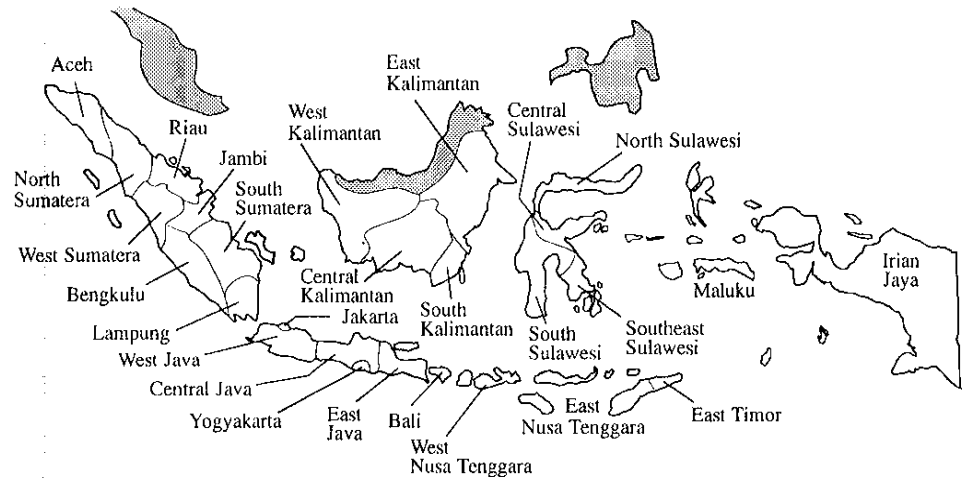 Aceh
Riau
Jambi
South
Sumatera
North
Sumatera
West Sumatera
Bengkulu
Lampung
West
Kalimantan
East
Kalimantan
Central
Kalimantan
South
Kalimantan
Central
Sulawesi
North Sulawesi
South
Sulawesi
Southeast
Sulawesi
Maluku
Irian
Jaya
Jakarta
West Java
Central Java
Yogyakarta
East
Java
Bali
West
Nusa Tenggara
East
Nusa Tenggara
East Timor